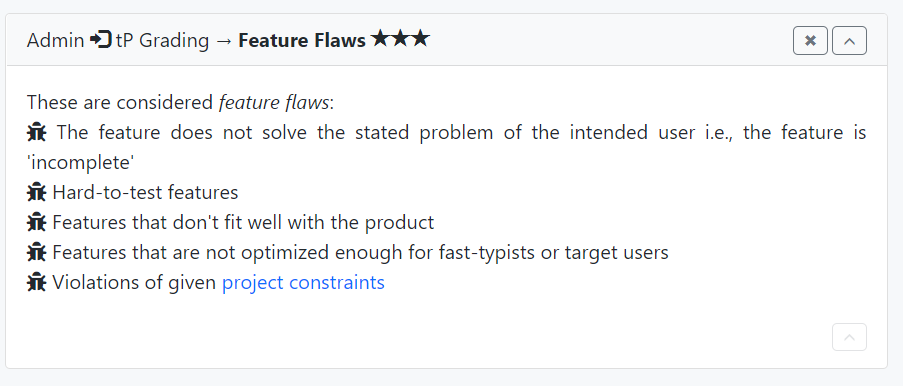 Admin tP Grading → Feature Flaws ★★★
These are considered feature flaws:
The feature does not solve the stated problem of the intended user i.e., the feature is
'incomplete'
Hard-to-test features
Features that don't fit well with the product
Features that are not optimized enough for fast-typists or target users
Violations of given project constraints